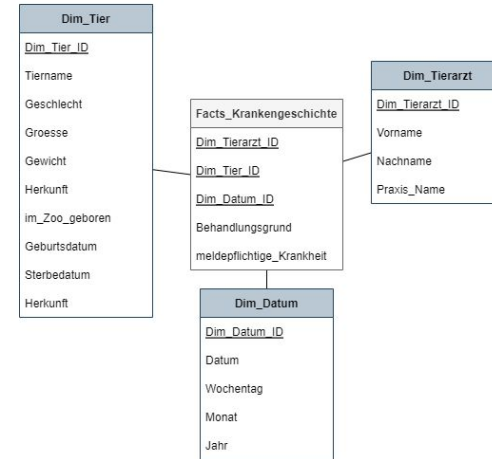 Dim_Tier
Dim_Tier_ID
Tiername
Geschlecht
Groesse
Gewicht
Herkunft
im_Zoo_geboren
Geburtsdatum
Sterbedatum
Herkunft
Facts_Krankengeschichte
Dim_Tierarzt_ID
Dim_Tier_ID
Dim_Datum_ID
Behandlungsgrund
meldepflichtige_Krankheit
Dim_Tierarzt
Dim_Tierarzt_ID
Vorname
Nachname
Praxis_Name
Dim_Datum
Dim_Datum_ID
Datum
Wochentag
Monat
Jahr